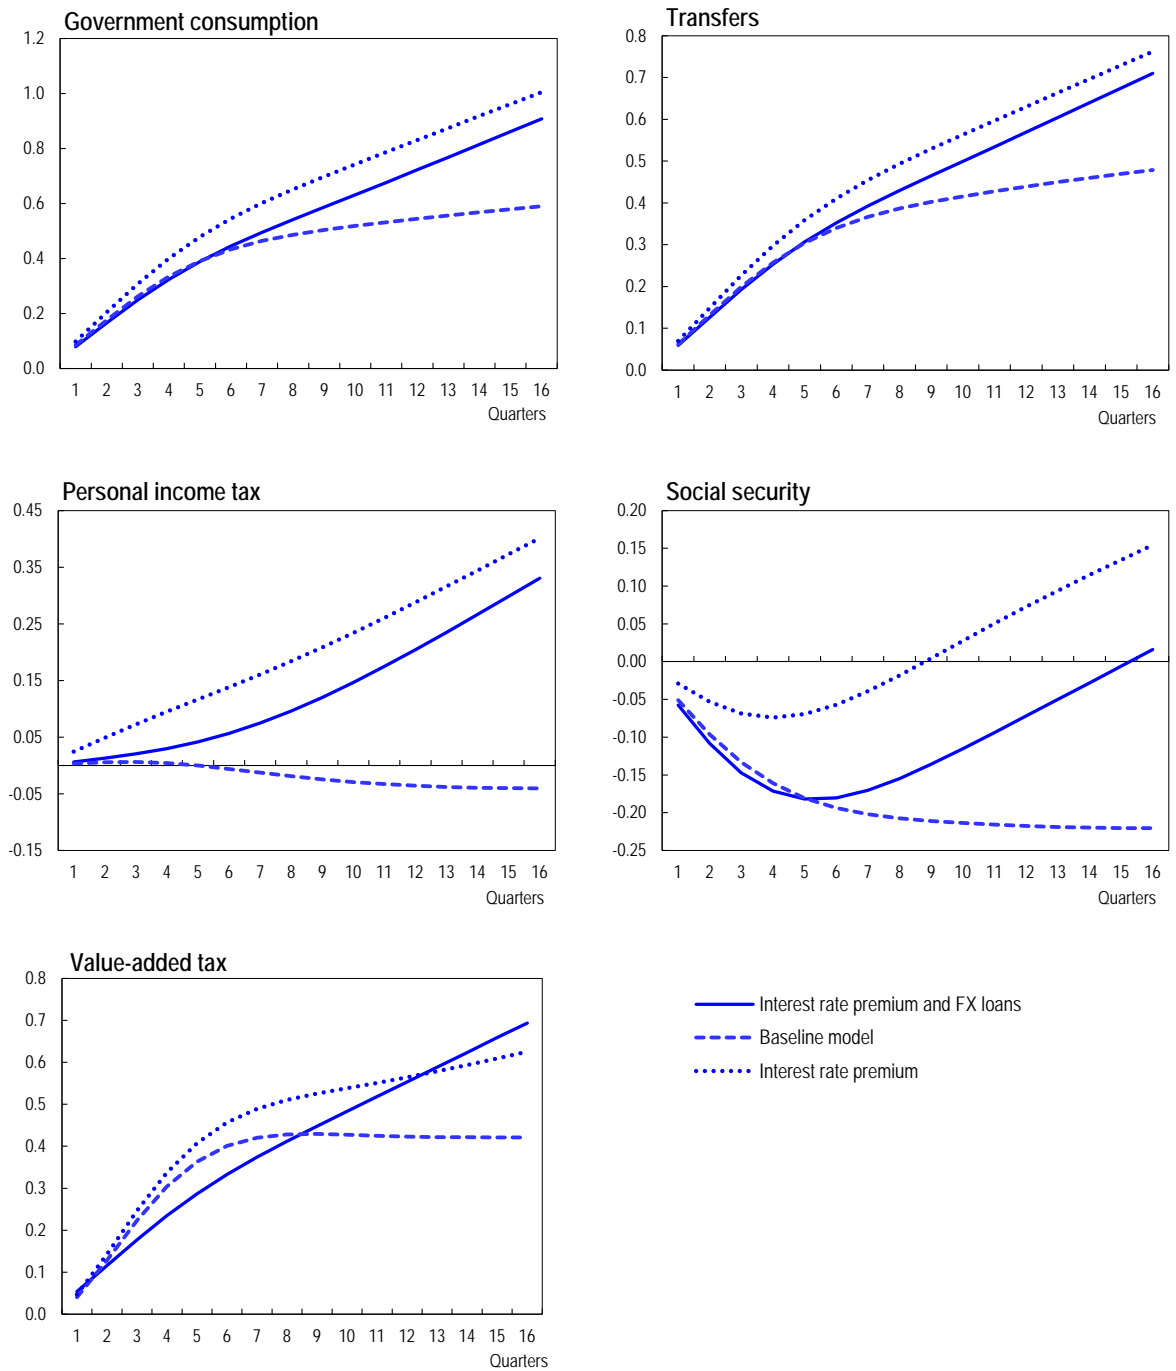 Government consumption
1.2
1.0
0.8
0.6
0.4
0.2
0.0
1 2 3 4 5 6 7 8 9 10 11 12 13 14 15 16
Quarters
Transfers
0.8
0.7
0.6
0.5
0.4
0.3
0.2
0.1
0.0
1 2 3 4 5 6 7 8 9 10 11 12 13 14 15 16
Quarters
Personal income tax
0.45
0.35
0.25
0.15
0.05
-0.05
-0.15
1 2 3 4 5 6 7 8 9 10 11 12 13 14 15 16
Quarters
Social security
0.20
0.15
0.10
0.05
0.00
-0.05
-0.10
-0.15
-0.20
-0.25
1 2 3 4 5 6 7 8 9 10 11 12 13 14 15 16
Quarters
Value-added tax
0.8
0.7
0.6
0.5
0.4
0.3
0.2
0.1
0.0
1 2 3 4 5 6 7 8 9 10 11 12 13 14 15 16
Quarters
Interest rate premium and FX loans
Baseline model
Interest rate premium